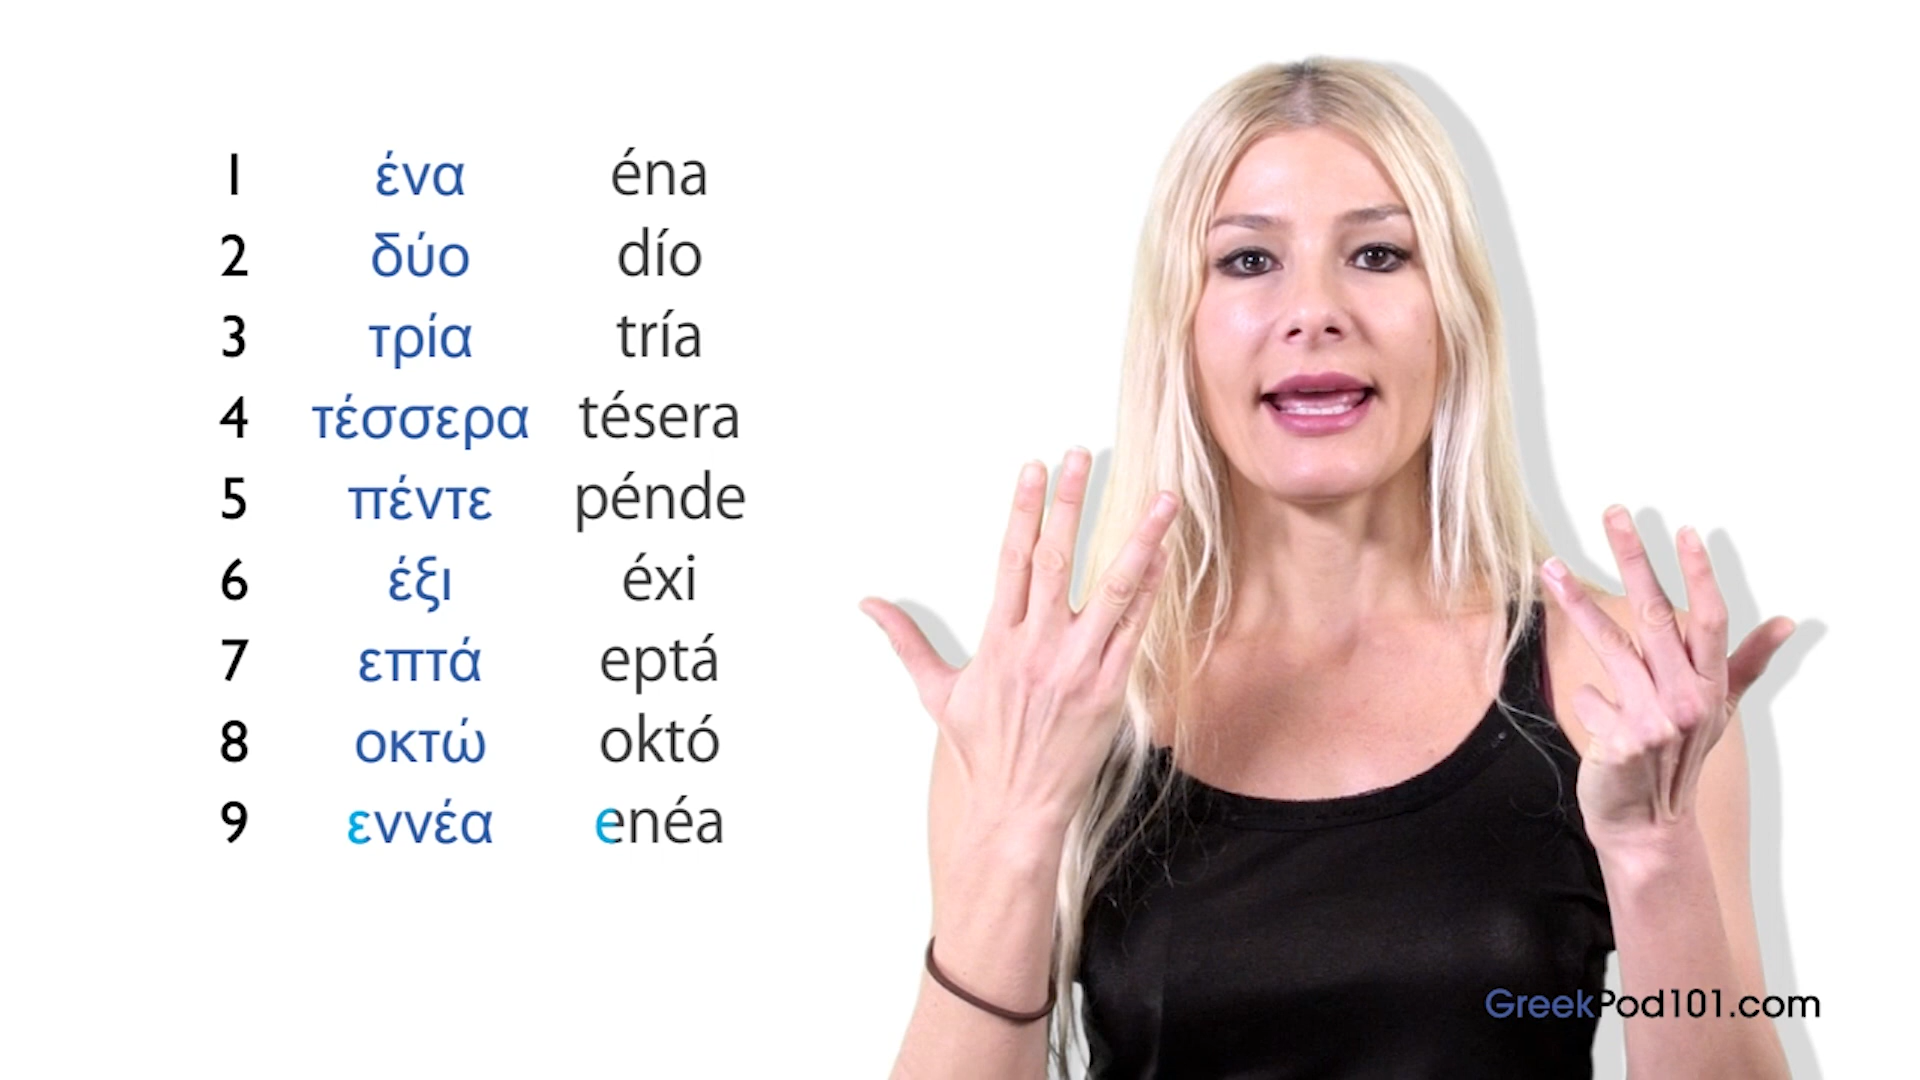 1 ένα éna
2 δύο dío
3 τρία tría
4 τέσσερα tésera
5 πέντε pénde
6 έξι éxi
7 επτά eptá
8 οκτώ októ
9 εννέα enéa
GreekPod101.com